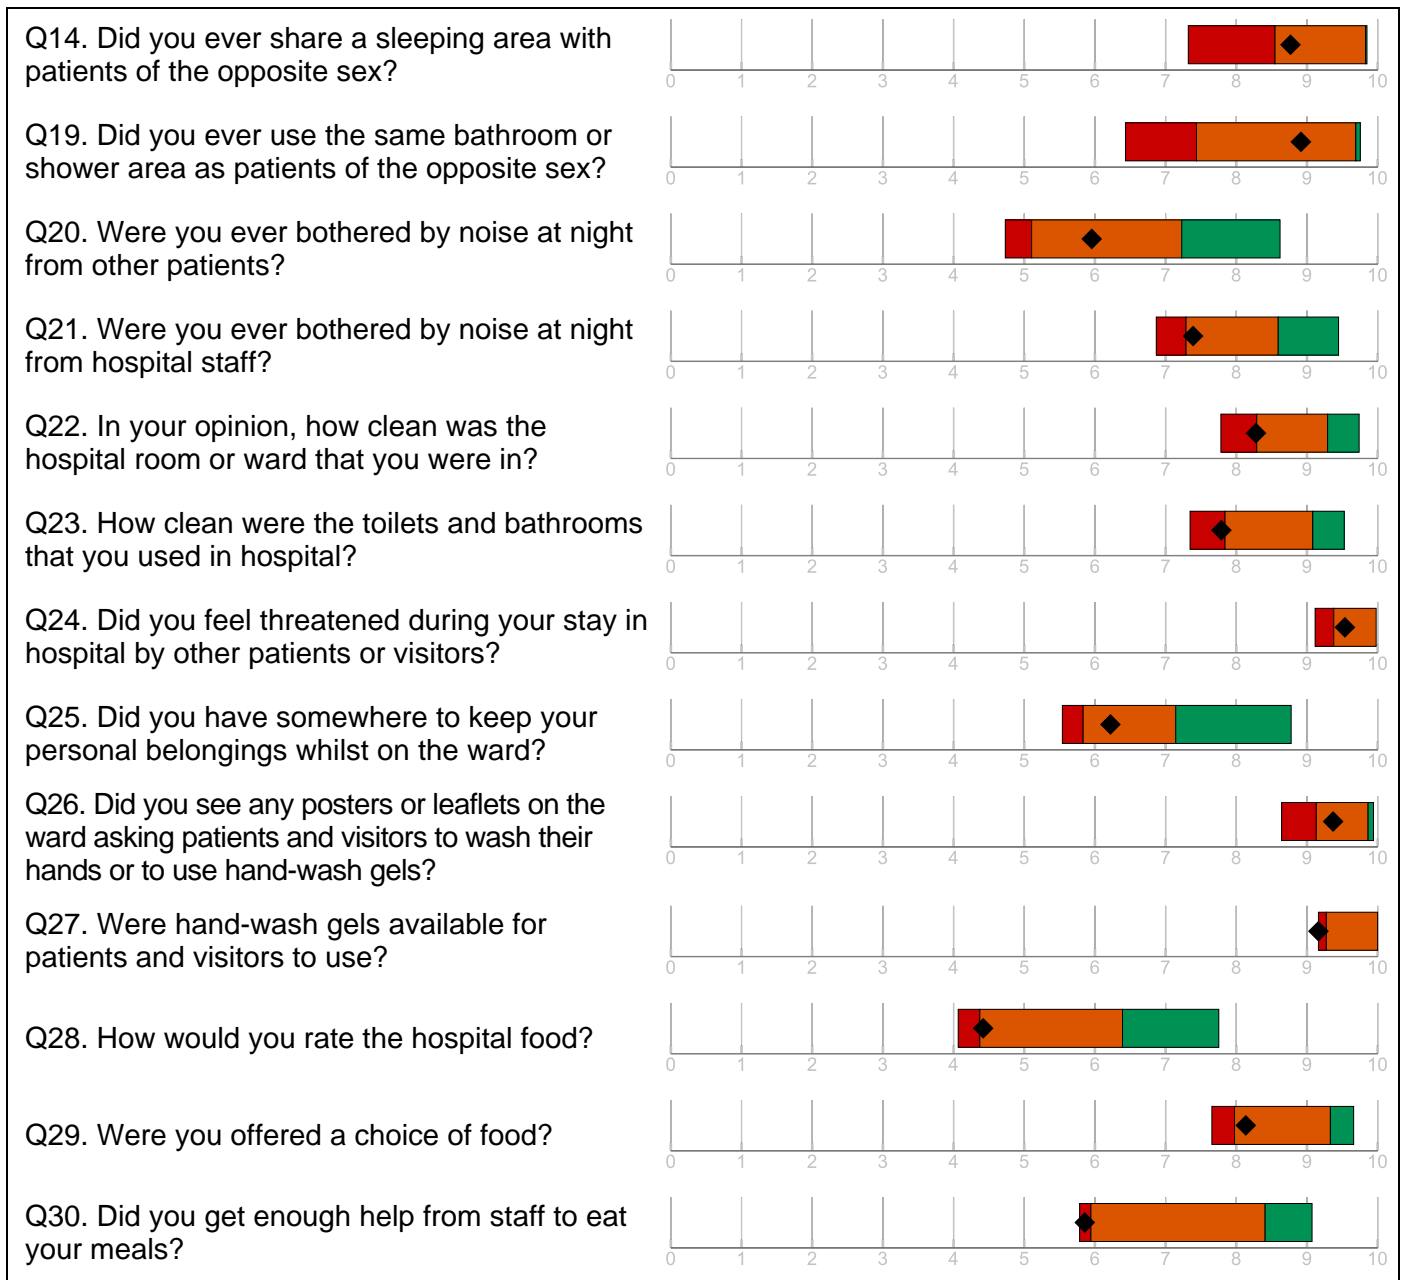 Q14. Did you ever share a sleeping area with
patients of the opposite sex?
0 1 2 3 4 5 6 7 8 9 10
Q19. Did you ever use the same bathroom or
shower area as patients of the opposite sex?
0 1 2 3 4 5 6 7 8 9 10
Q20. Were you ever bothered by noise at night
from other patients?
0 1 2 3 4 5 6 7 8 9 10
Q21. Were you ever bothered by noise at night
from hospital staff?
0 1 2 3 4 5 6 7 8 9 10
Q22. In your opinion, how clean was the
hospital room or ward that you were in?
0 1 2 3 4 5 6 7 8 9 10
Q23. How clean were the toilets and bathrooms
that you used in hospital?
0 1 2 3 4 5 6 7 8 9 10
Q24. Did you feel threatened during your stay in
hospital by other patients or visitors?
0 1 2 3 4 5 6 7 8 9 10
Q25. Did you have somewhere to keep your
personal belongings whilst on the ward?
0 1 2 3 4 5 6 7 8 9 10
Q26. Did you see any posters or leaflets on the
ward asking patients and visitors to wash their
hands or to use hand-wash gels?
0 1 2 3 4 5 6 7 8 9 10
Q27. Were hand-wash gels available for
patients and visitors to use?
0 1 2 3 4 5 6 7 8 9 10
Q28. How would you rate the hospital food?
0 1 2 3 4 5 6 7 8 9 10
Q29. Were you offered a choice of food?
0 1 2 3 4 5 6 7 8 9 10
Q30. Did you get enough help from staff to eat
your meals?
0 1 2 3 4 5 6 7 8 9 10